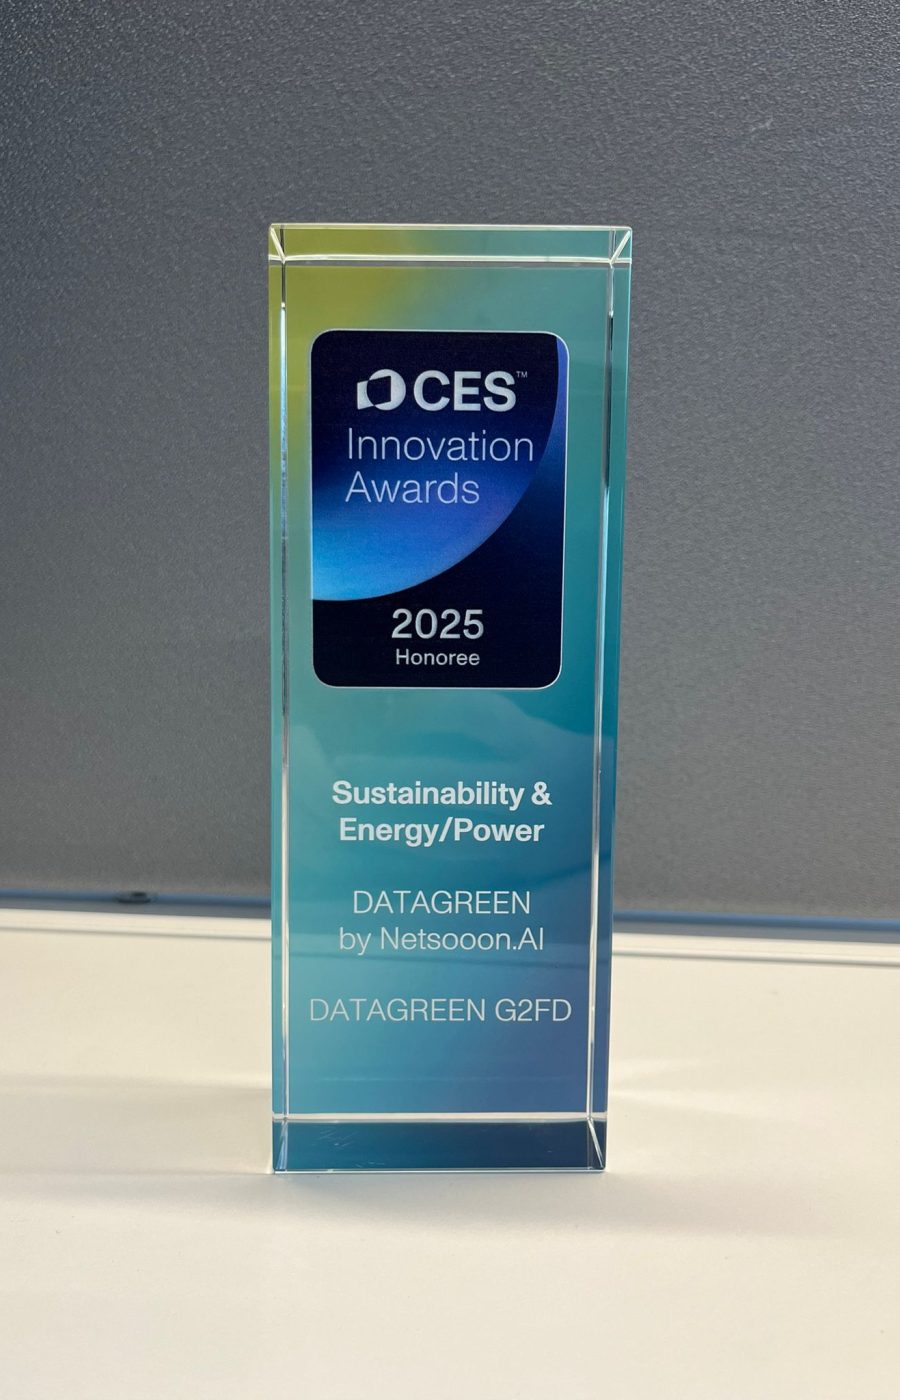 CES™
Innovation
Awards
2025
Honoree
Sustainability &
Energy/Power
DATAGREEN
by Netsooon.AI
DATAGREEN G2FD